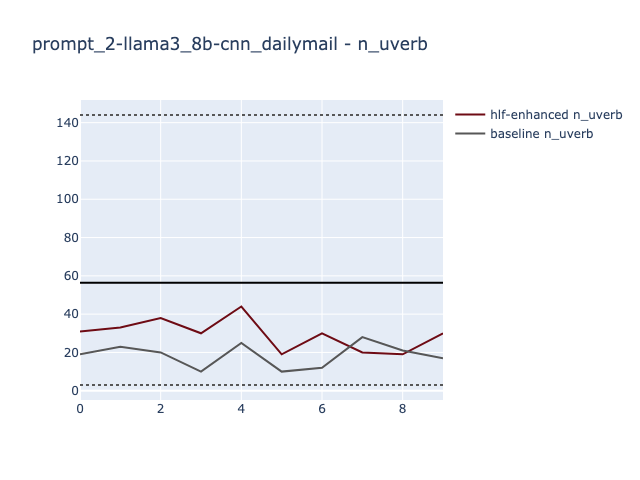 prompt_2-llama3_8b-cnn_dailymail - n_uverb
hlf-enhanced n_uverb
baseline n_uverb
140
120
100
80
60
40
20
0
0 2 4 6 8